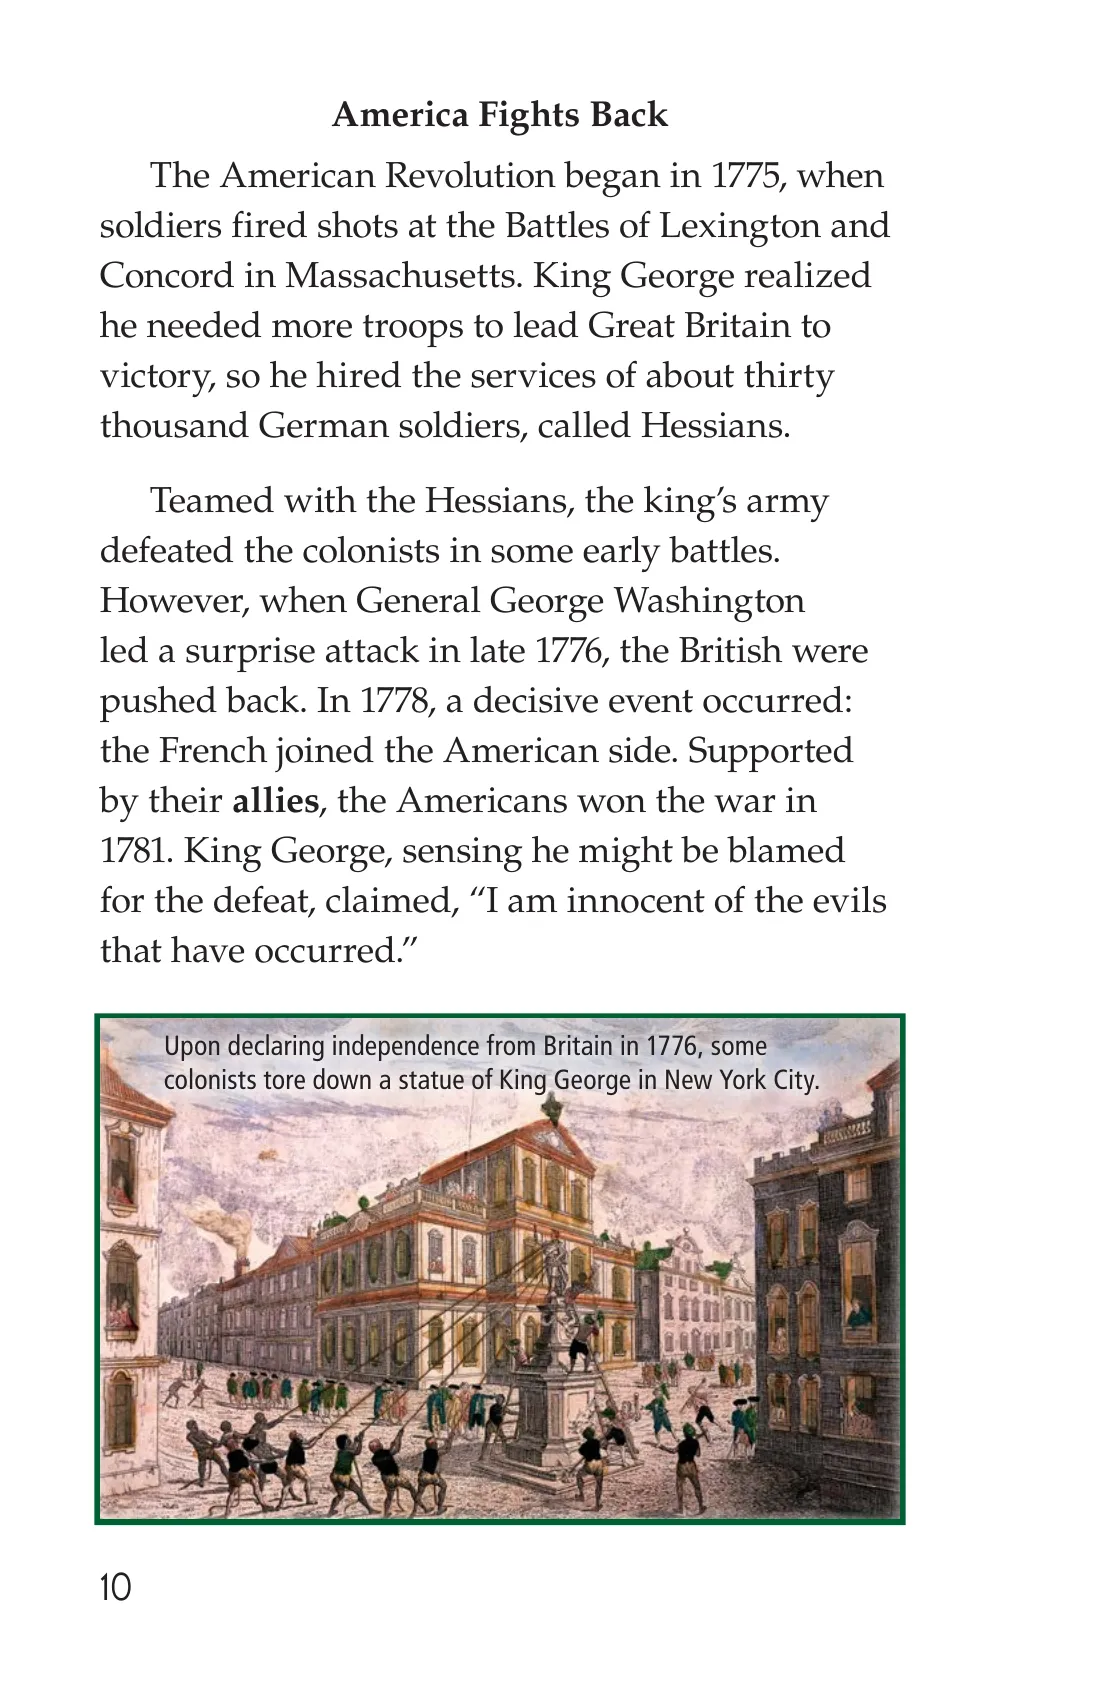 America Fights Back
The American Revolution began in 1775, when
soldiers fired shots at the Battles of Lexington and
Concord in Massachusetts. King George realized
he needed more troops to lead Great Britain to
victory, so he hired the services of about thirty
thousand German soldiers, called Hessians.
Teamed with the Hessians, the king’s army
defeated the colonists in some early battles.
However, when General George Washington
led a surprise attack in late 1776, the British were
pushed back. In 1778, a decisive event occurred:
the French joined the American side. Supported
by their allies, the Americans won the war in
1781. King George, sensing he might be blamed
for the defeat, claimed, “I am innocent of the evils
that have occurred.”
Upon declaring independence from Britain in 1776, some
colonists tore down a statue of King George in New York City.
10